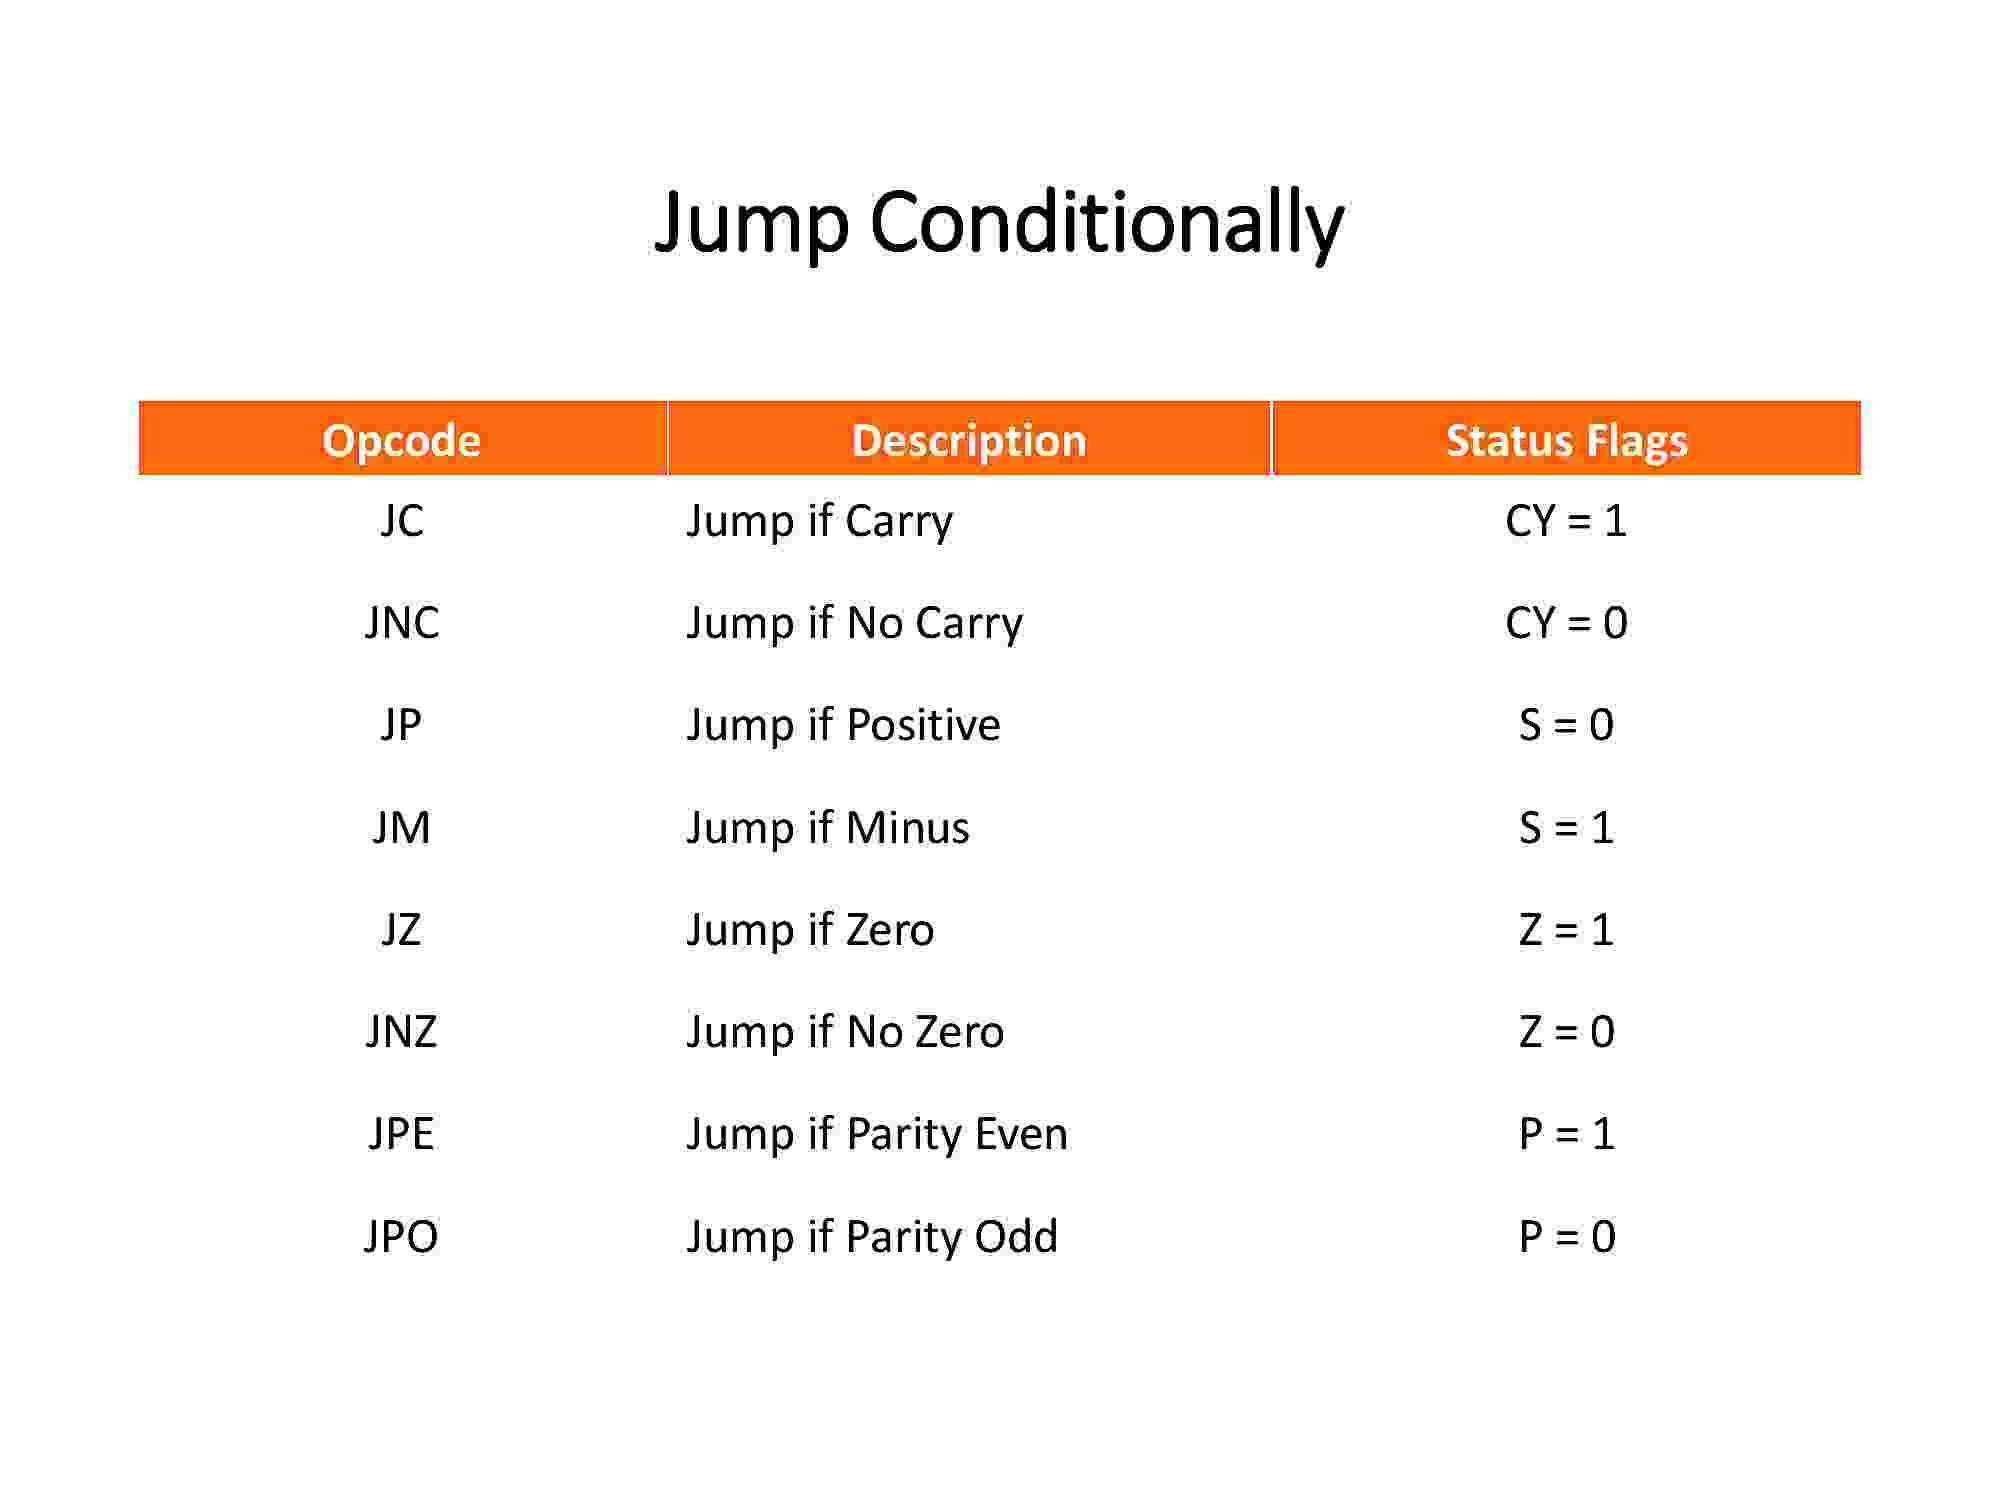 Jump Conditionally
Opcode Description Status Flags
JC Jump if Carry CY = 1
JNC Jump if No Carry CY = 0
JP Jump if Positive S = 0
JM Jump if Minus S = 1
JZ Jump if Zero Z = 1
JNZ Jump if No Zero Z = 0
JPE Jump if Parity Even P = 1
JPO Jump if Parity Odd P = 0